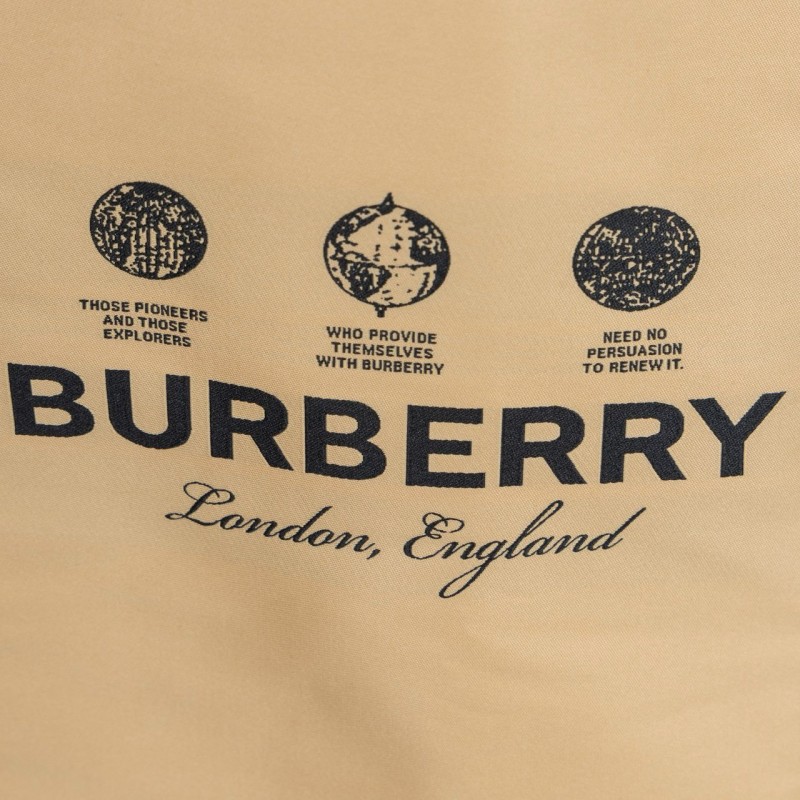 THOSE PIONEERS
AND THOSE
EXPLORERS
WHO PROVIDE
THEMSELVES
WITH BURBERRY
NEED NO
PERSUASION
TO RENEW IT.
BURBERRY
London, England